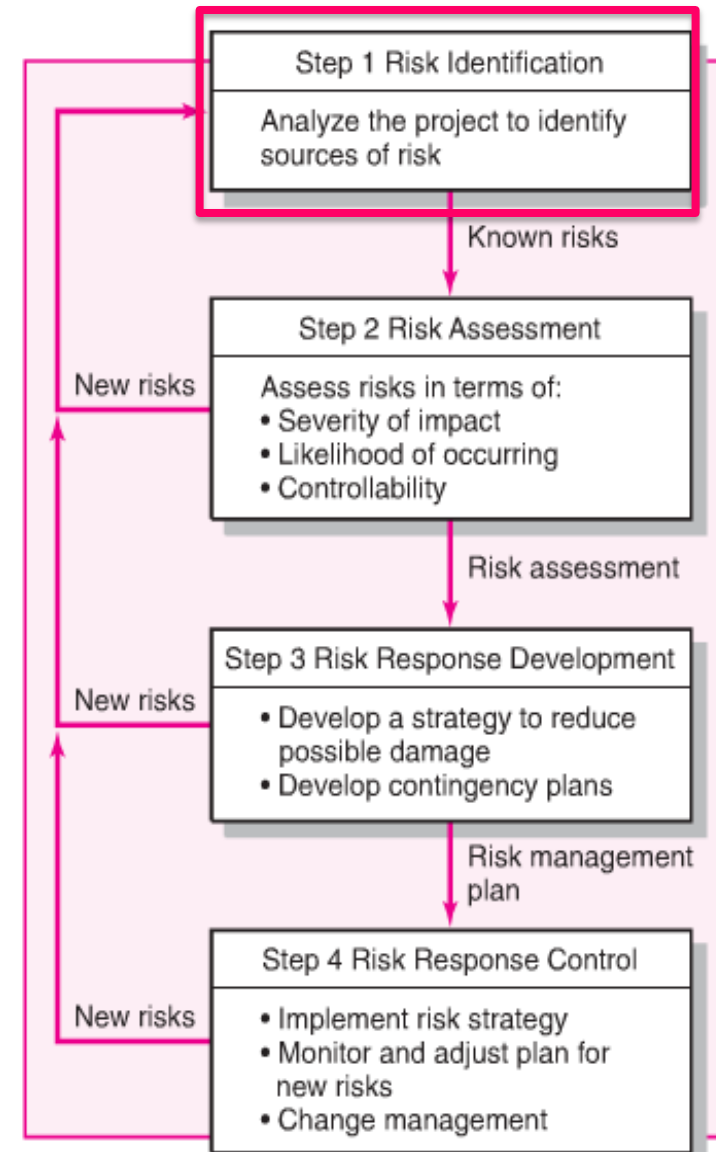 Step 1 Risk Identification
Analyze the project to identify
sources of risk
Known risks
Step 2 Risk Assessment
New risks
Assess risks in terms of:
• Severity of impact
• Likelihood of occurring
• Controllability
Risk assessment
Step 3 Risk Response Development
New risks
• Develop a strategy to reduce
possible damage
• Develop contingency plans
Risk management
plan
Step 4 Risk Response Control
New risks
• Implement risk strategy
• Monitor and adjust plan for
new risks
• Change management